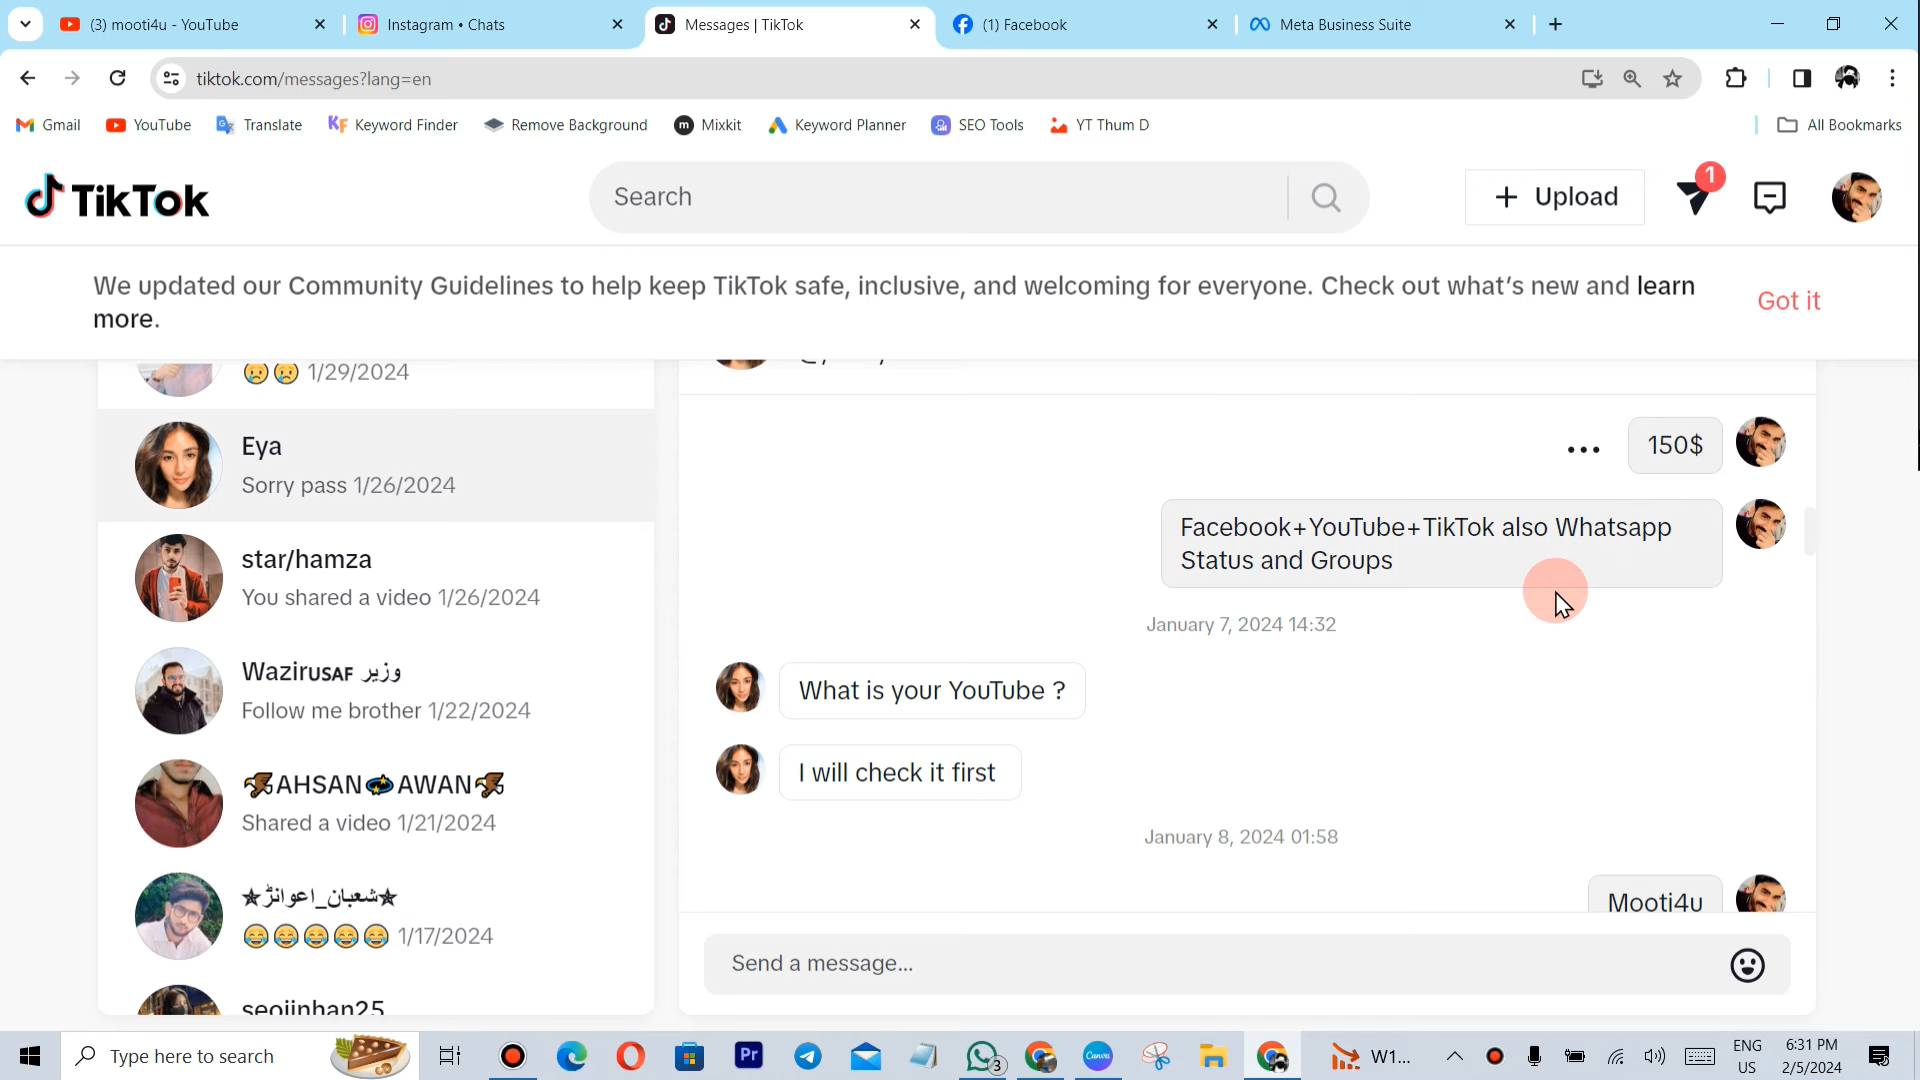 (3) mooti4u - YouTube
Instagram • Chats
Messages | TikTok
(1) Facebook
Meta Business Suite
tiktok.com/messages?lang=en
Gmail
YouTube
Translate
Keyword Finder
Remove Background
Mixkit
Keyword Planner
SEO Tools
YT Thum D
All Bookmarks
TikTok
Search
Upload
1
We updated our Community Guidelines to help keep TikTok safe, inclusive, and welcoming for everyone. Check out what's new and learn
more.
Got it
😥😥 1/29/2024
Eya
Sorry pass 1/26/2024
star/hamza
You shared a video 1/26/2024
Wazirᴜsᴀꜰ وزیر
Follow me brother 1/22/2024
AHSAN💫AWAN
Shared a video 1/21/2024
★شعبان_اعوانڑ★
😂😂😂😂😂 1/17/2024
seojinhan25
150$
Facebook+YouTube+TikTok also Whatsapp
Status and Groups
January 7, 2024 14:32
What is your YouTube ?
I will check it first
January 8, 2024 01:58
Mooti4u
Send a message...
Type here to search
Pr
3
Canva
W1...
ENG
US
6:31 PM
2/5/2024